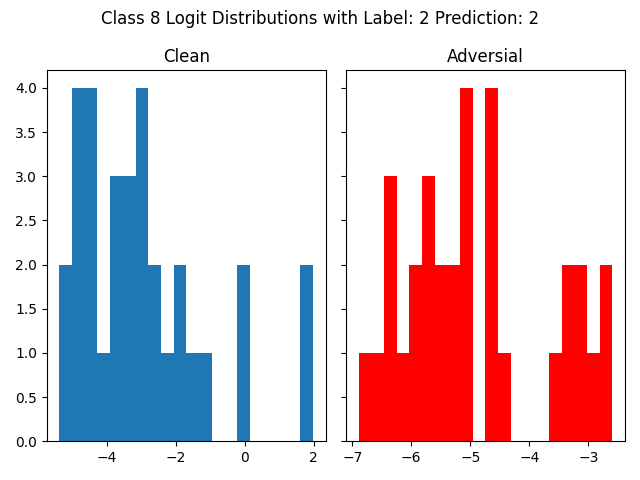 Class 8 Logit Distributions with Label: 2 Prediction: 2
Clean
Adversial
4.0
3.5
3.0
2.5
2.0
1.5
1.0
0.5
0.0
−4 −2 0 2
−7 −6 −5 −4 −3